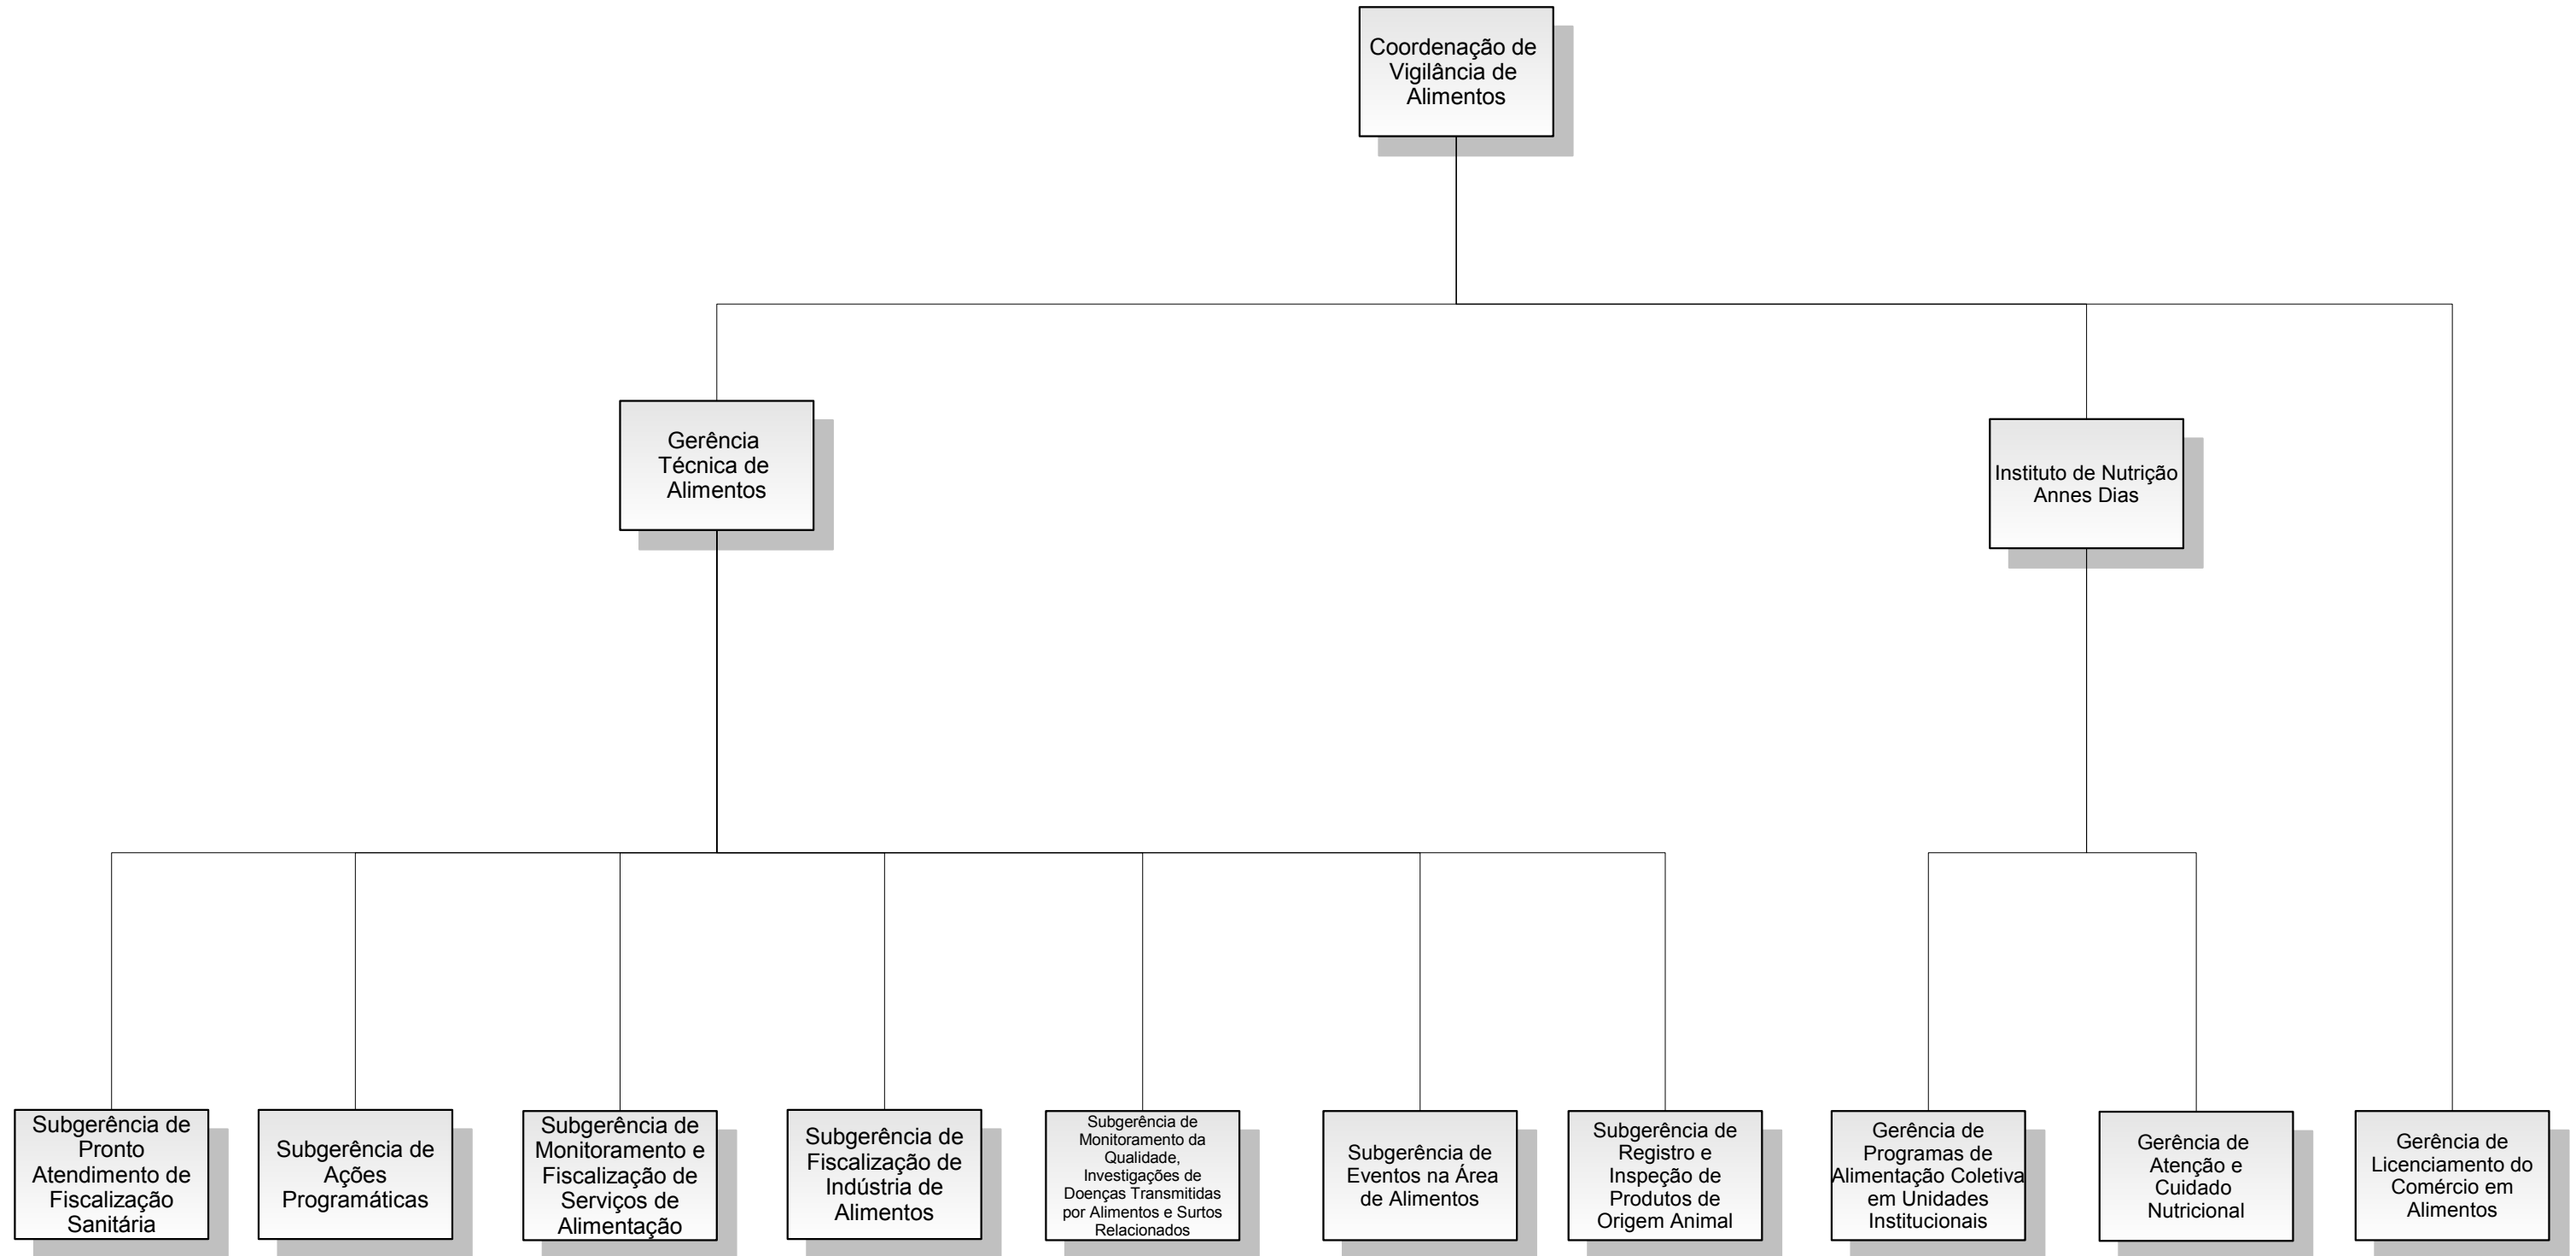 Coordenação de
Vigilância de
Alimentos
Gerência
Técnica de
Alimentos
Instituto de Nutrição
Annes Dias
Subgerência de
Pronto
Atendimento de
Fiscalização
Sanitária
Subgerência de
Ações
Programáticas
Subgerência de
Monitoramento e
Fiscalização de
Serviços de
Alimentação
Subgerência de
Fiscalização de
Indústria de
Alimentos
Subgerência de
Monitoramento da
Qualidade,
Investigações de
Doenças Transmitidas
por Alimentos e Surtos
Relacionados
Subgerência de
Eventos na Área
de Alimentos
Subgerência de
Registro e
Inspeção de
Produtos de
Origem Animal
Gerência de
Programas de
Alimentação Coletiva
em Unidades
Institucionais
Gerência de
Atenção e
Cuidado
Nutricional
Gerência de
Licenciamento do
Comércio em
Alimentos